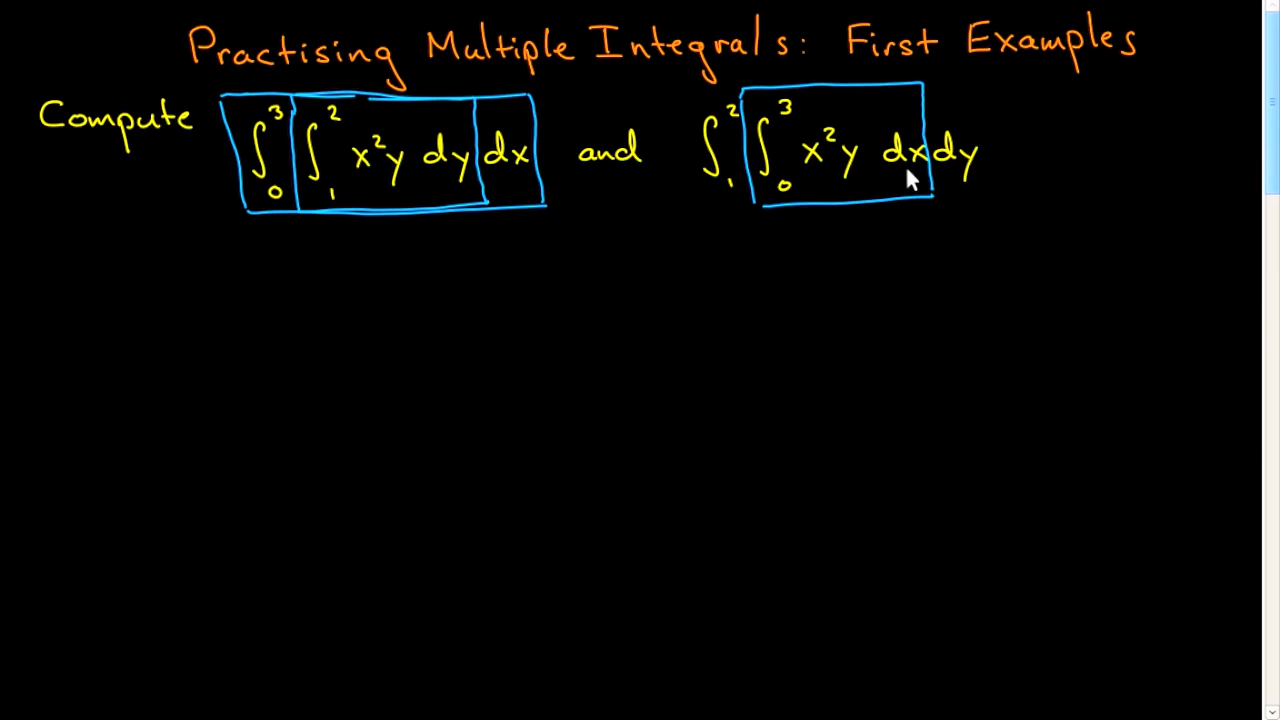 Practising Multiple Integrals: First Examples
Compute ∫₀³ ∫₁² x²y dy dx and ∫₁² ∫₀³ x²y dx dy